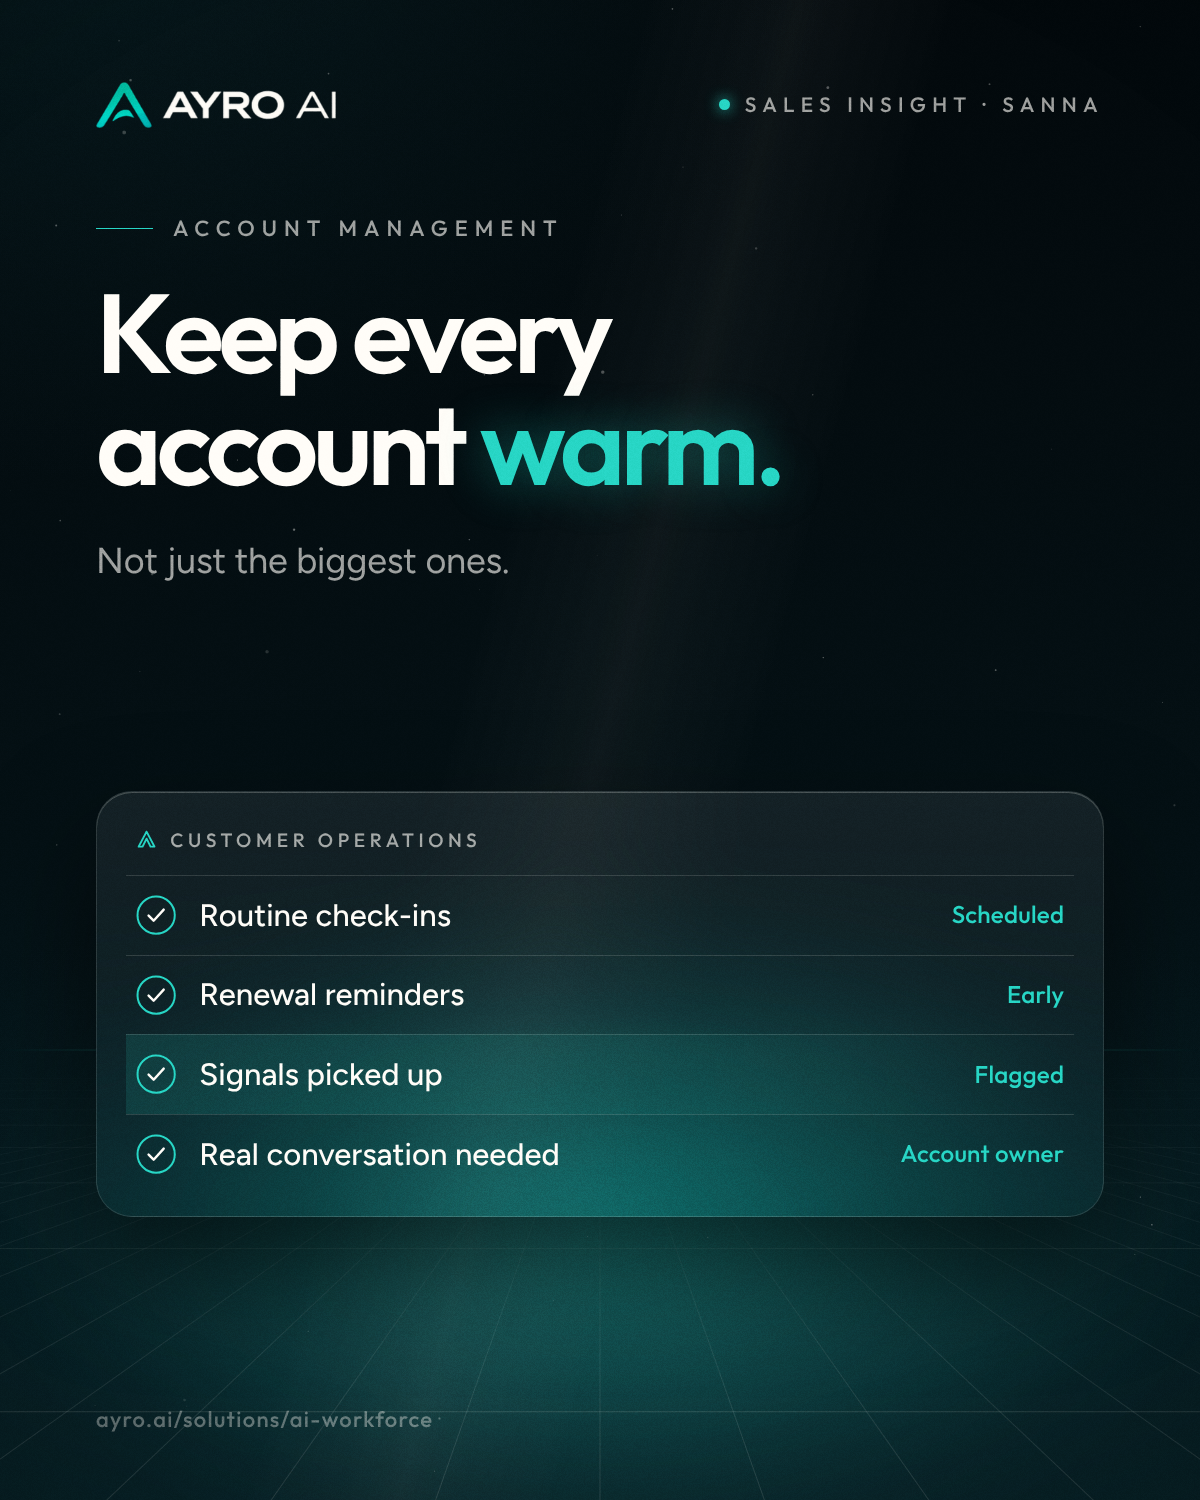 AYRO AI
SALES INSIGHT · SANNA
ACCOUNT MANAGEMENT
Keep every
account warm.
Not just the biggest ones.
CUSTOMER OPERATIONS
Routine check-ins
Scheduled
Renewal reminders
Early
Signals picked up
Flagged
Real conversation needed
Account owner
ayro.ai/solutions/ai-workforce